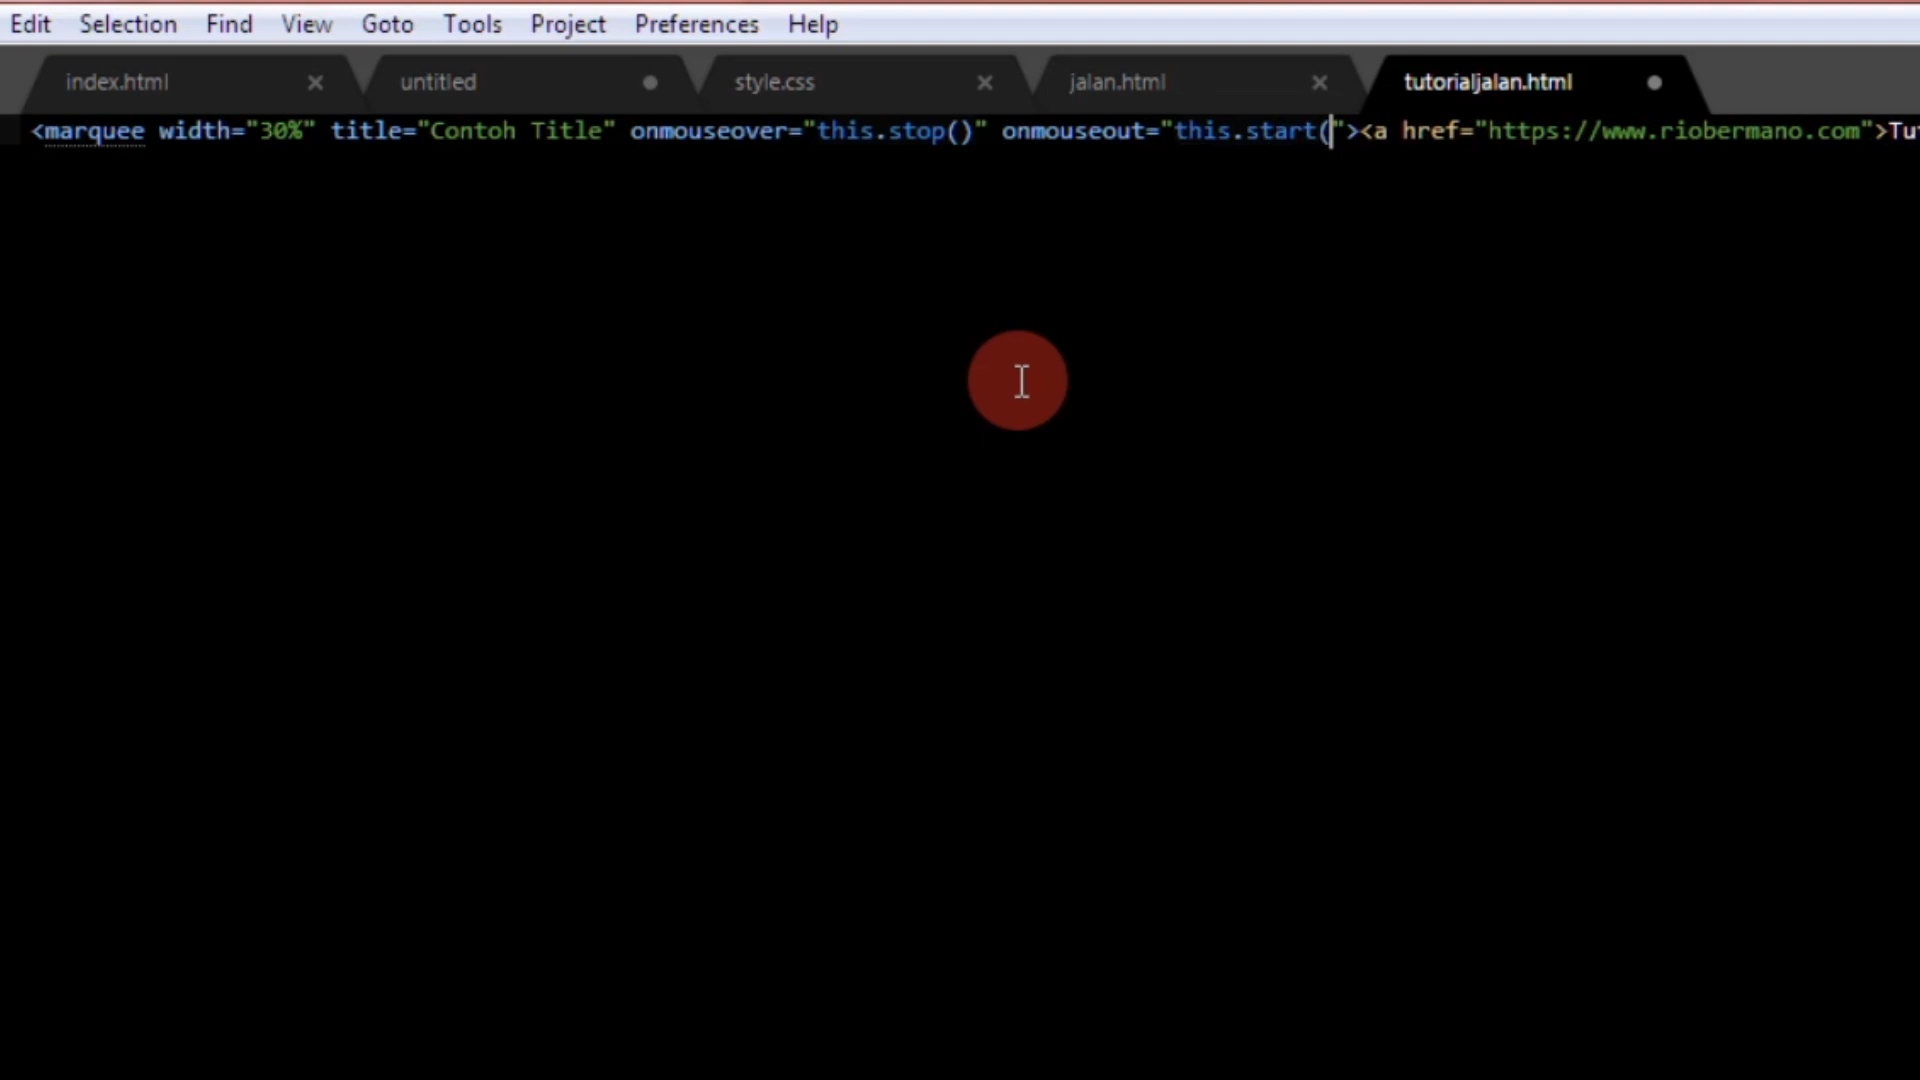 Edit Selection Find View Goto Tools Project Preferences Help
index.html untitled style.css jalan.html tutorialjalan.html
<marquee width="30%" title="Contoh Title" onmouseover="this.stop()" onmouseout="this.start("><a href="https://www.riobermano.com">Tu